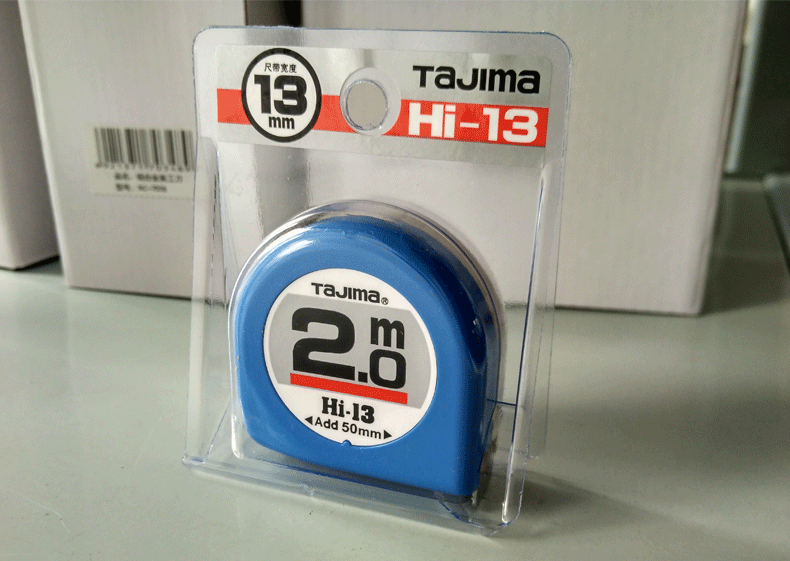 尺带宽度
13
mm
TAJIMA
Hi-13
TAJIMA®
2.0 m
Hi-13
◀Add 50mm▶